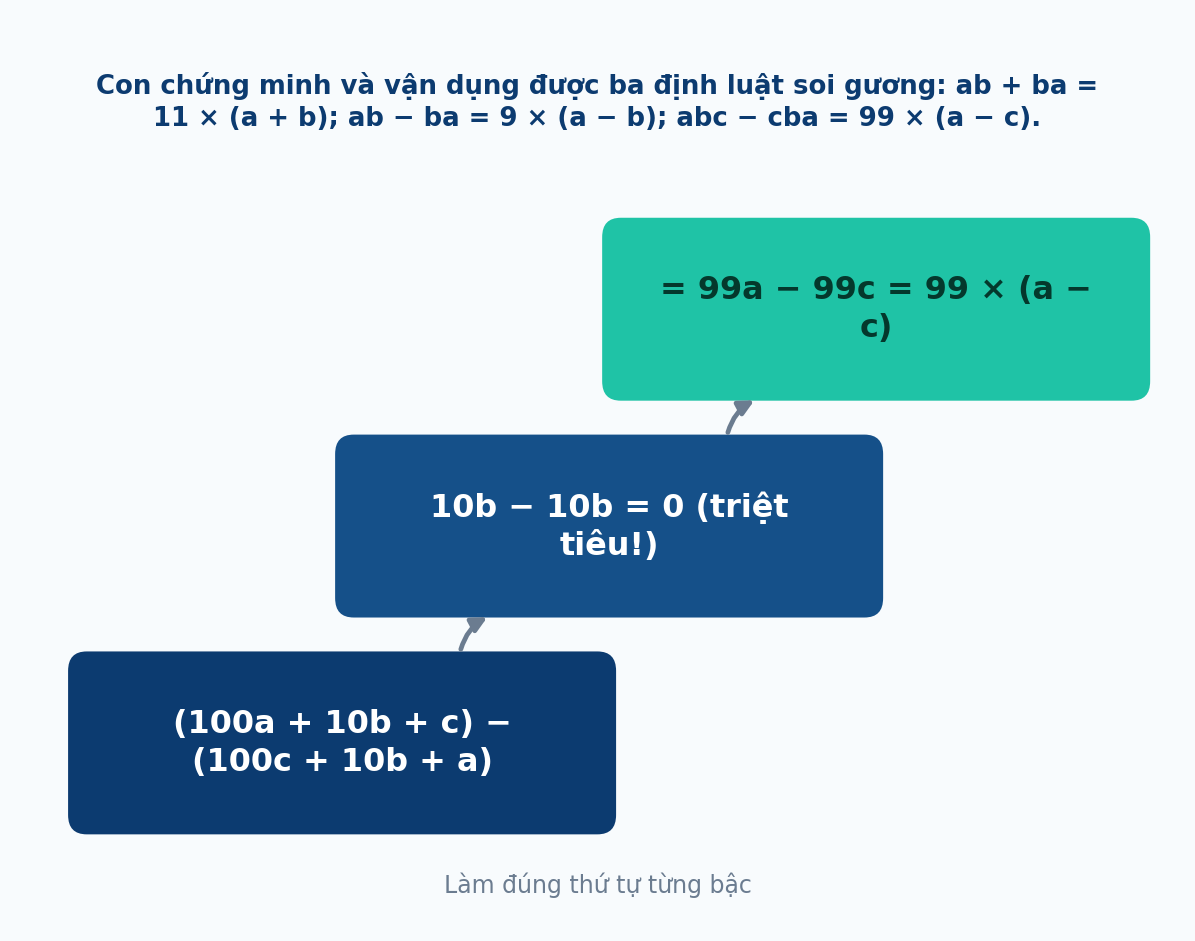 Con chứng minh và vận dụng được ba định luật soi gương: ab + ba =
11 × (a + b); ab − ba = 9 × (a − b); abc − cba = 99 × (a − c).
= 99a − 99c = 99 × (a −
c)
10b − 10b = 0 (triệt
tiêu!)
(100a + 10b + c) −
(100c + 10b + a)
Làm đúng thứ tự từng bậc